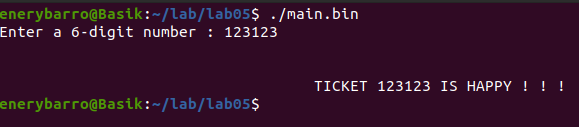 enerybarro@Basik:~/lab/lab05$ ./main.bin
Enter a 6-digit number : 123123
TICKET 123123 IS HAPPY ! ! !
enerybarro@Basik:~/lab/lab05$